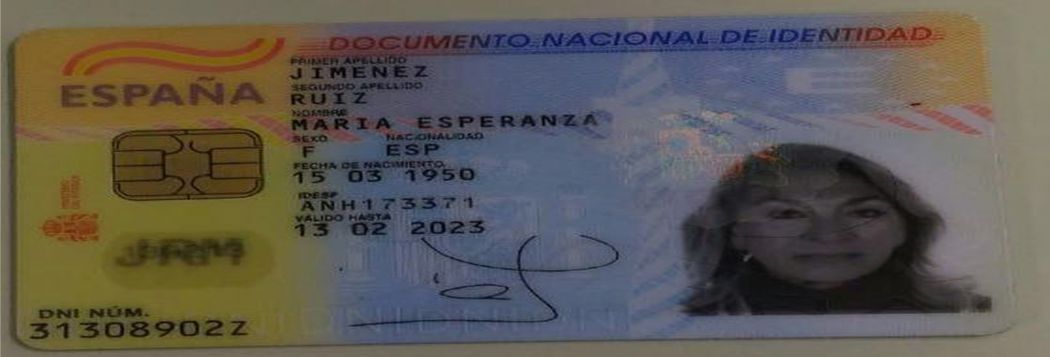 DOCUMENTO NACIONAL DE IDENTIDAD
ESPAÑA
PRIMER APELLIDO
JIMENEZ
SEGUNDO APELLIDO
RUIZ
NOMBRE
MARIA ESPERANZA
SEXO NACIONALIDAD
F ESP
FECHA DE NACIMIENTO
15 03 1950
IDESP
ANH173371
VALIDO HASTA
13 02 2023
JRM
DNI NÚM.
31308902Z